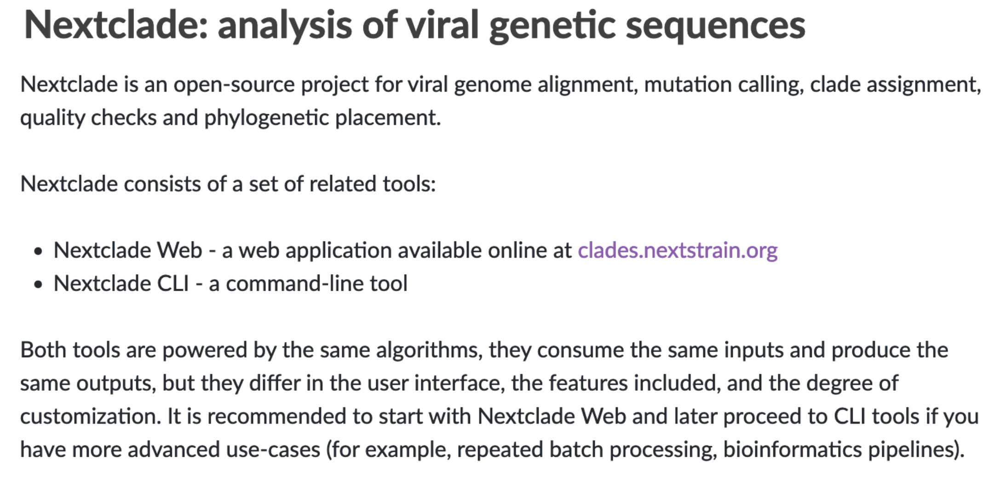 Nextclade: analysis of viral genetic sequences
Nextclade is an open-source project for viral genome alignment, mutation calling, clade assignment,
quality checks and phylogenetic placement.
Nextclade consists of a set of related tools:
• Nextclade Web - a web application available online at clades.nextstrain.org
• Nextclade CLI - a command-line tool
Both tools are powered by the same algorithms, they consume the same inputs and produce the
same outputs, but they differ in the user interface, the features included, and the degree of
customization. It is recommended to start with Nextclade Web and later proceed to CLI tools if you
have more advanced use-cases (for example, repeated batch processing, bioinformatics pipelines).